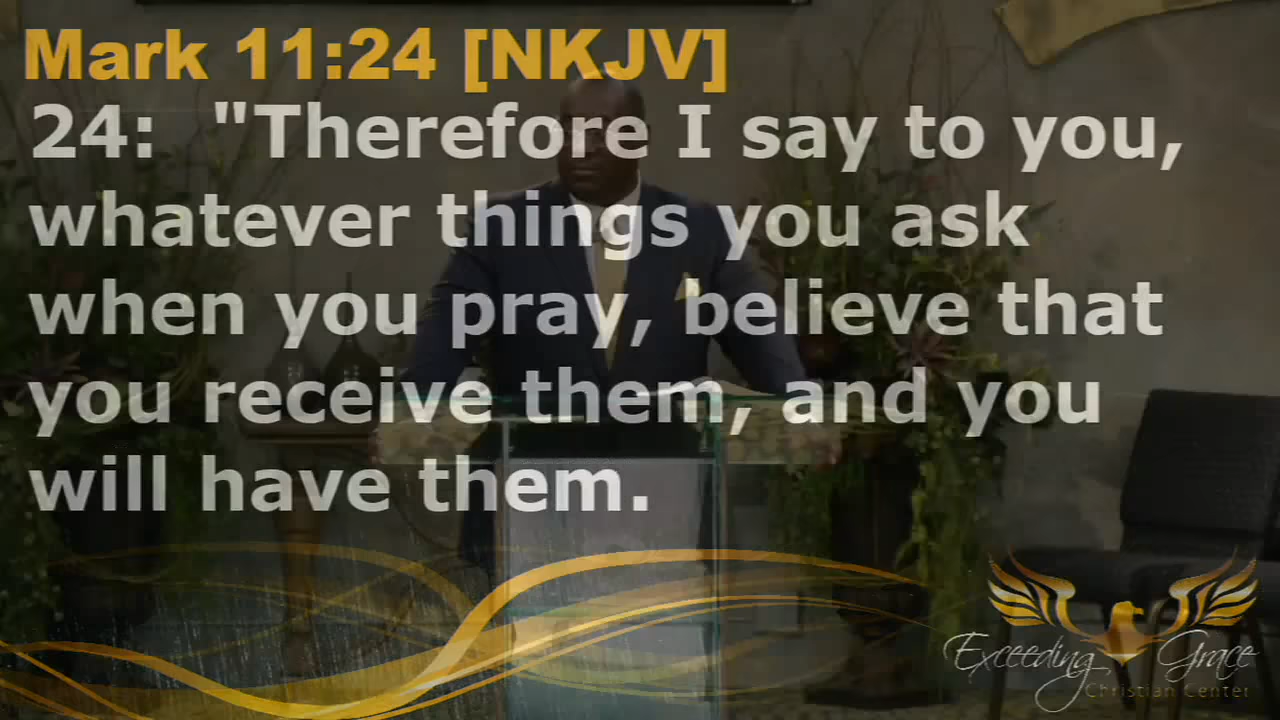 Mark 11:24 [NKJV]
24: "Therefore I say to you,
whatever things you ask
when you pray, believe that
you receive them, and you
will have them.
Exceeding Grace
Christian Center